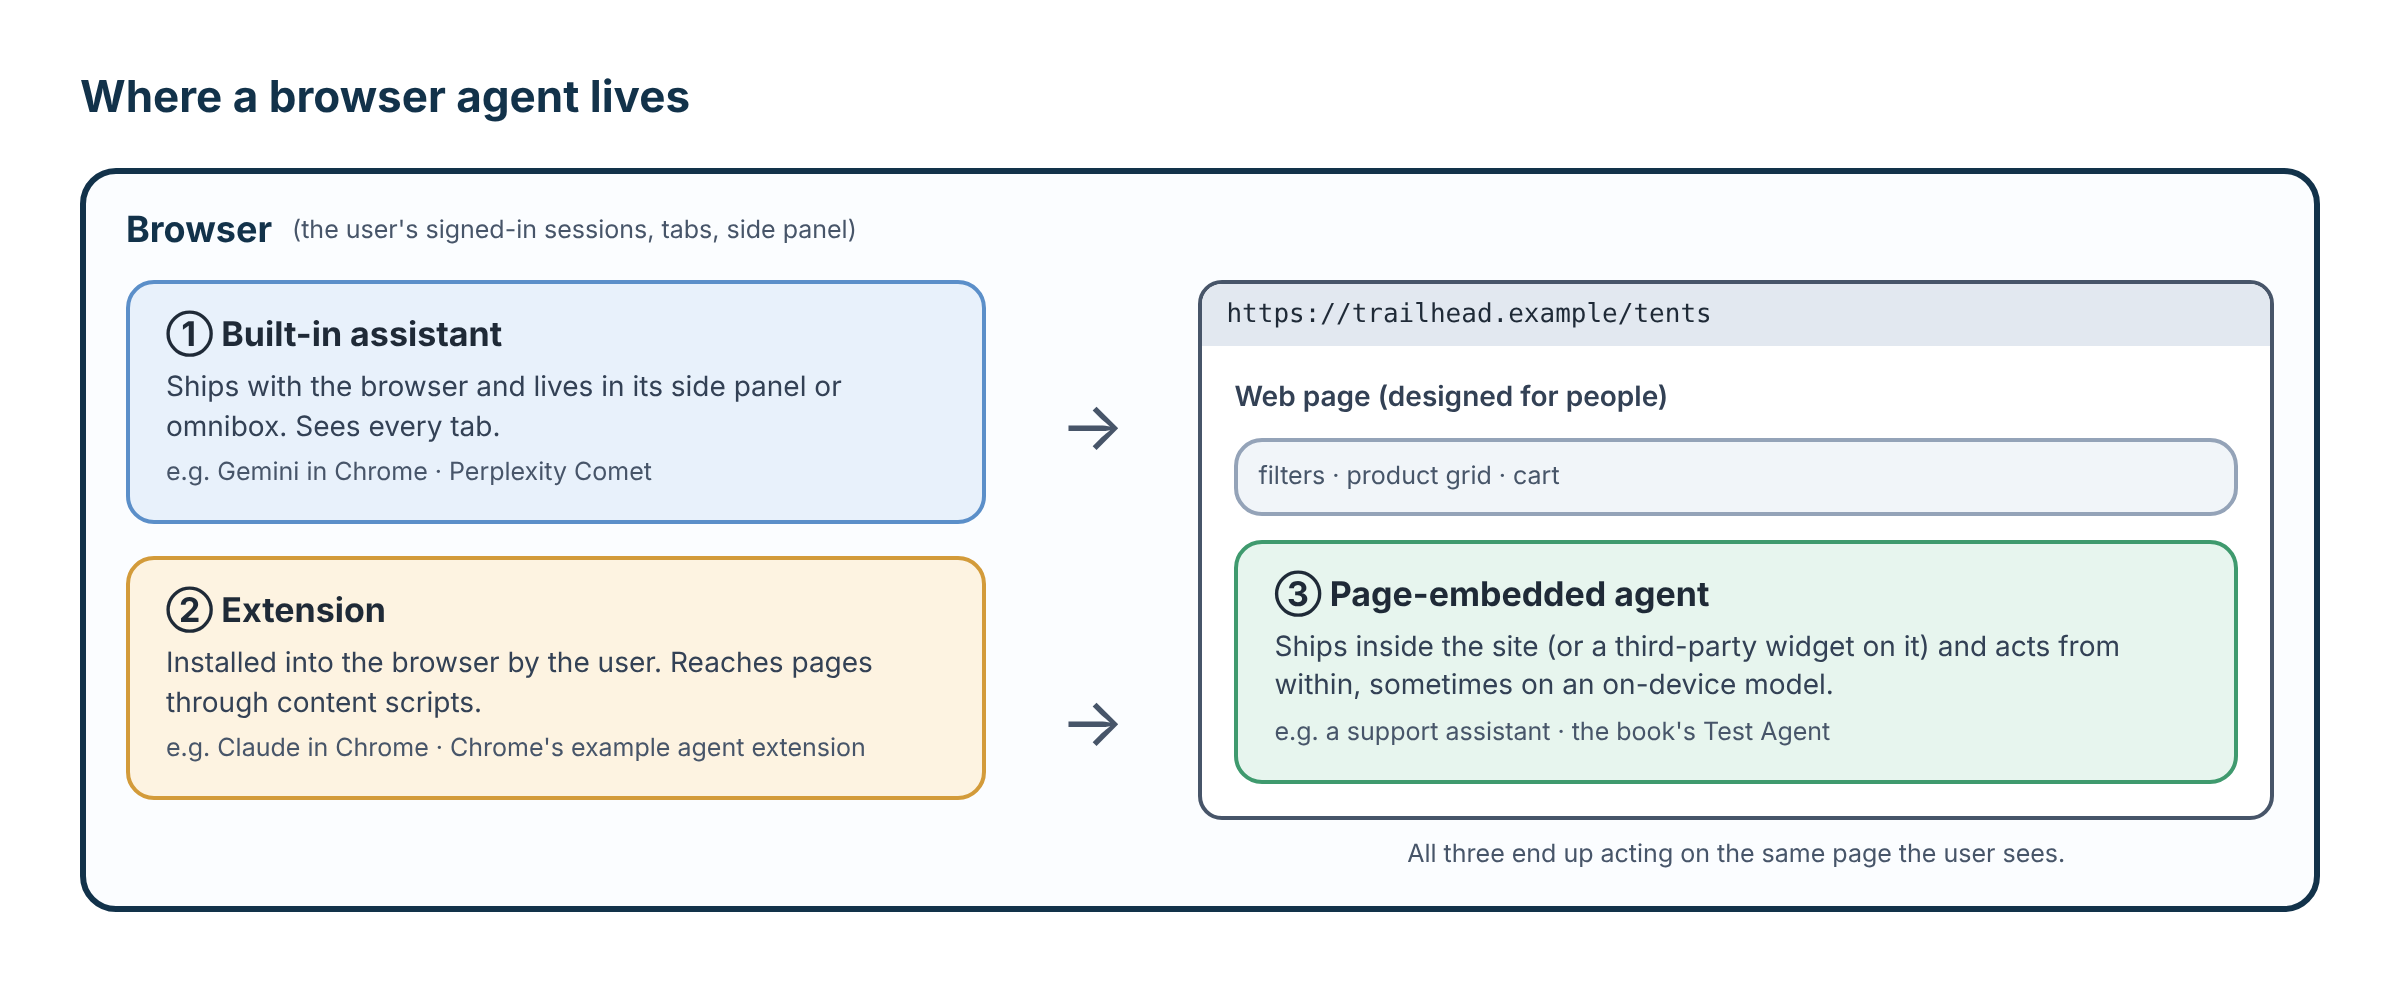 Where a browser agent lives
Browser (the user's signed-in sessions, tabs, side panel)
① Built-in assistant
Ships with the browser and lives in its side panel or
omnibox. Sees every tab.
e.g. Gemini in Chrome · Perplexity Comet
② Extension
Installed into the browser by the user. Reaches pages
through content scripts.
e.g. Claude in Chrome · Chrome's example agent extension
→
→
https://trailhead.example/tents
Web page (designed for people)
filters · product grid · cart
③ Page-embedded agent
Ships inside the site (or a third-party widget on it) and acts from
within, sometimes on an on-device model.
e.g. a support assistant · the book's Test Agent
All three end up acting on the same page the user sees.